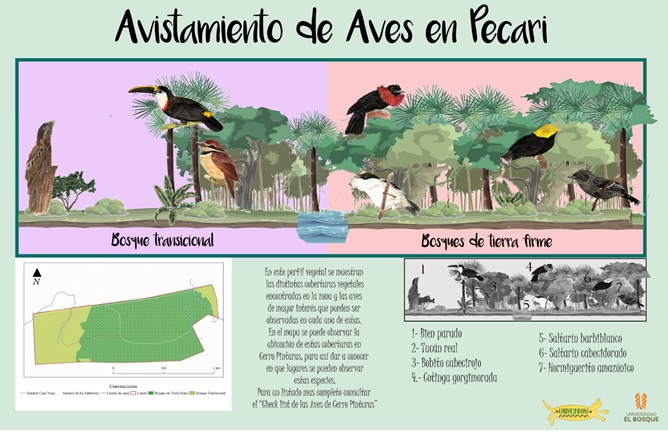 Avistamiento de Aves en Pecari
Bosque transicional
Bosques de tierra firme
N
En este perfil vegetal se muestran
las distintas coberturas vegetales
encontradas en la zona y las aves
de mayor interés que pueden ser
observadas en cada una de estas.
En el mapa se puede observar la
ubicación de estas coberturas en
Cerro Pinturas, para así dar a conocer
en que lugares se pueden observar
estas especies.
Para un listado mas completo consultar
el "Check list de las Aves de Cerro Pinturas"
Convenciones
1 2 3 4 5 6 7
1- Bien parado
2- Tucán real
3- Bobito cabecirojo
4.- Cotinga gorgimorada
5- Saltarín barbiblanco
6- Saltarín cabecidorado
7- Hormiguerito amazónico
UNIVERSIDAD
EL BOSQUE